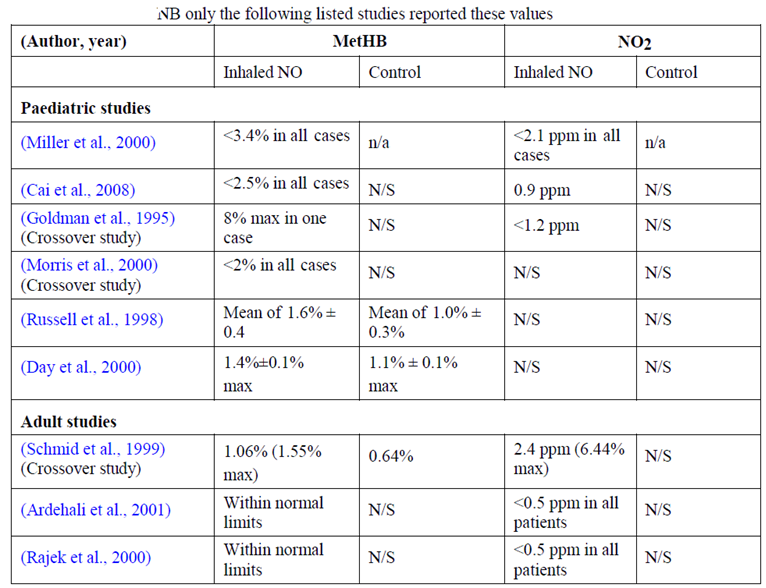 NB only the following listed studies reported these values
(Author, year) MetHB NO2
Inhaled NO Control Inhaled NO Control
Paediatric studies
(Miller et al., 2000) <3.4% in all cases n/a <2.1 ppm in all n/a
cases
(Cai et al., 2008) <2.5% in all cases N/S 0.9 ppm N/S
(Goldman et al., 1995) 8% max in one N/S <1.2 ppm N/S
(Crossover study) case
(Morris et al., 2000) <2% in all cases N/S N/S N/S
(Crossover study)
(Russell et al., 1998) Mean of 1.6% ± Mean of 1.0% ± N/S N/S
0.4 0.3%
(Day et al., 2000) 1.4%±0.1% 1.1% ± 0.1% N/S N/S
max max
Adult studies
(Schmid et al., 1999) 1.06% (1.55% 0.64% 2.4 ppm (6.44% N/S
(Crossover study) max) max)
(Ardehali et al., 2001) Within normal N/S <0.5 ppm in all N/S
limits patients
(Rajek et al., 2000) Within normal N/S <0.5 ppm in all N/S
limits patients